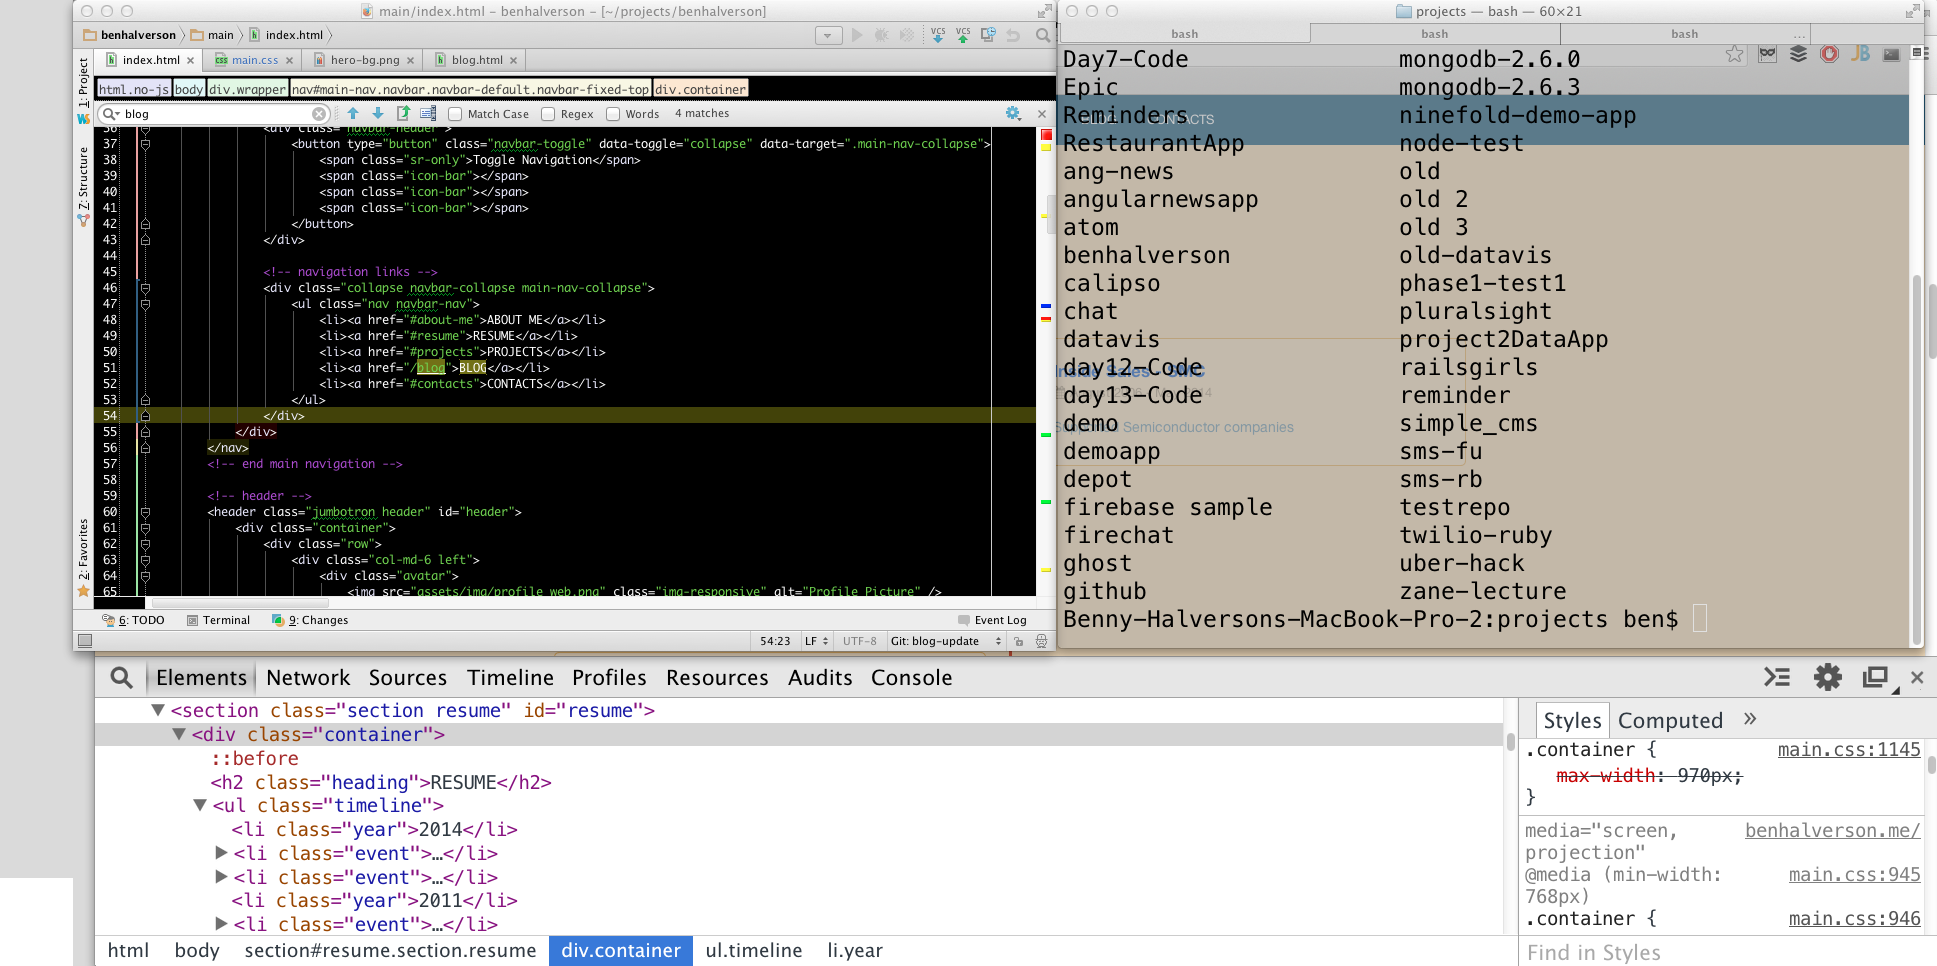 main/index.html – benhalverson – [~/projects/benhalverson]
benhalverson main index.html
index.html main.css hero-bg.png blog.html
html.no-js body div.wrapper nav#main-nav.navbar.navbar-default.navbar-fixed-top div.container
blog Match Case Regex Words 4 matches
1: Project
7: Structure
2: Favorites
36 <div class="navbar-header">
37 <button type="button" class="navbar-toggle" data-toggle="collapse" data-target=".main-nav-collapse">
38 <span class="sr-only">Toggle Navigation</span>
39 <span class="icon-bar"></span>
40 <span class="icon-bar"></span>
41 <span class="icon-bar"></span>
42 </button>
43 </div>
44
45 <!-- navigation links -->
46 <div class="collapse navbar-collapse main-nav-collapse">
47 <ul class="nav navbar-nav">
48 <li><a href="#about-me">ABOUT ME</a></li>
49 <li><a href="#resume">RESUME</a></li>
50 <li><a href="#projects">PROJECTS</a></li>
51 <li><a href="/blog">BLOG</a></li>
52 <li><a href="#contacts">CONTACTS</a></li>
53 </ul>
54 </div>
55 </div>
56 </nav>
57 <!-- end main navigation -->
58
59 <!-- header -->
60 <header class="jumbotron header" id="header">
61 <div class="container">
62 <div class="row">
63 <div class="col-md-6 left">
64 <div class="avatar">
65 <img src="assets/img/profile_web.png" class="img-responsive" alt="Profile Picture" />
6: TODO Terminal 9: Changes Event Log
54:23 LF UTF-8 Git: blog-update
projects — bash — 60×21
bash bash bash ...
Day7-Code mongodb-2.6.0
Epic mongodb-2.6.3
Reminders ninefold-demo-app
CONTACTS
RestaurantApp node-test
ang-news old
angularnewsapp old 2
atom old 3
benhalverson old-datavis
calipso phase1-test1
chat pluralsight
datavis project2DataApp
day12-Code railsgirls
Inside Sales - SMC
day13-Code reminder
2014
demo simple_cms
Supported Semiconductor companies
demoapp sms-fu
depot sms-rb
firebase sample testrepo
firechat twilio-ruby
ghost uber-hack
github zane-lecture
Benny-Halversons-MacBook-Pro-2:projects ben$
Elements Network Sources Timeline Profiles Resources Audits Console
<section class="section resume" id="resume">
<div class="container">
::before
<h2 class="heading">RESUME</h2>
<ul class="timeline">
<li class="year">2014</li>
<li class="event">…</li>
<li class="event">…</li>
<li class="year">2011</li>
<li class="event">…</li>
html body section#resume.section.resume div.container ul.timeline li.year
Styles Computed »
.container { main.css:1145
max-width: 970px;
}
media="screen, benhalverson.me/
projection"
@media (min-width: main.css:945
768px)
.container { main.css:946
Find in Styles